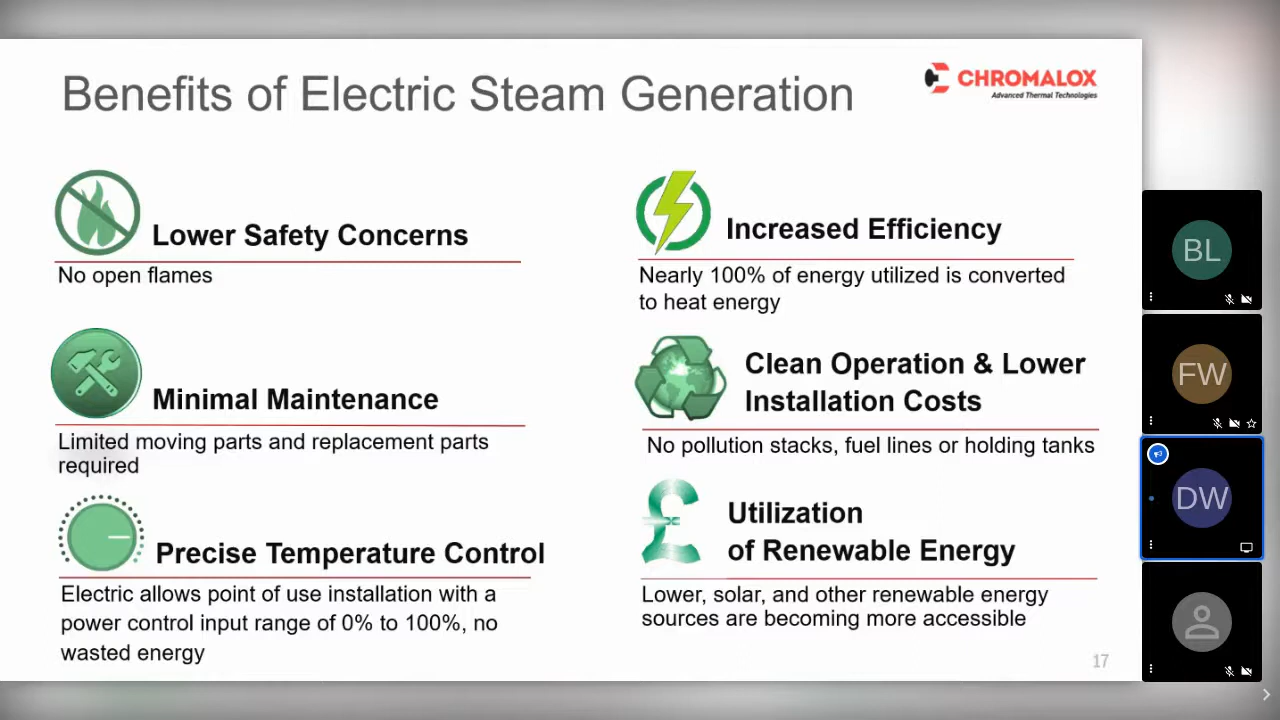 Benefits of Electric Steam Generation
CHROMALOX
Advanced Thermal Technologies
Lower Safety Concerns
No open flames
Minimal Maintenance
Limited moving parts and replacement parts
required
Precise Temperature Control
Electric allows point of use installation with a
power control input range of 0% to 100%, no
wasted energy
Increased Efficiency
Nearly 100% of energy utilized is converted
to heat energy
Clean Operation & Lower
Installation Costs
No pollution stacks, fuel lines or holding tanks
£
Utilization
of Renewable Energy
Lower, solar, and other renewable energy
sources are becoming more accessible
17
BL
FW
DW